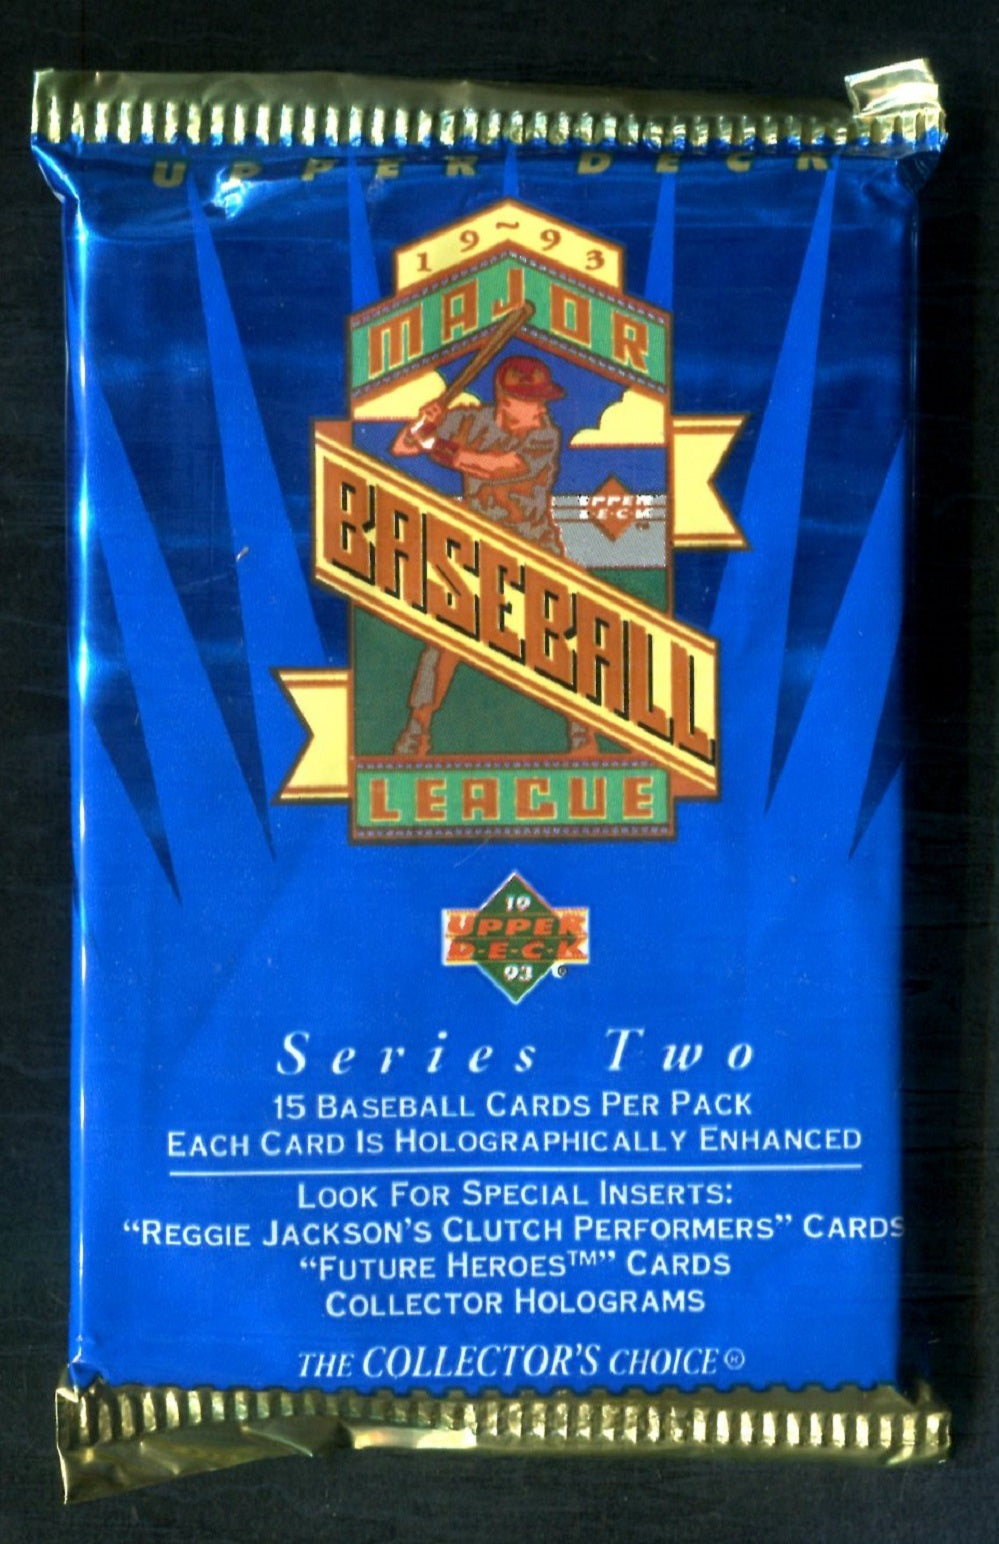 UPPER DECK
19~93
MAJOR
UPPER
D·E·C·K
BASEBALL
LEAGUE
19
UPPER
D·E·C·K
93
Series Two
15 BASEBALL CARDS PER PACK
EACH CARD IS HOLOGRAPHICALLY ENHANCED
LOOK FOR SPECIAL INSERTS:
“REGGIE JACKSON’S CLUTCH PERFORMERS” CARDS
“FUTURE HEROES™” CARDS
COLLECTOR HOLOGRAMS
THE COLLECTOR’S CHOICE®